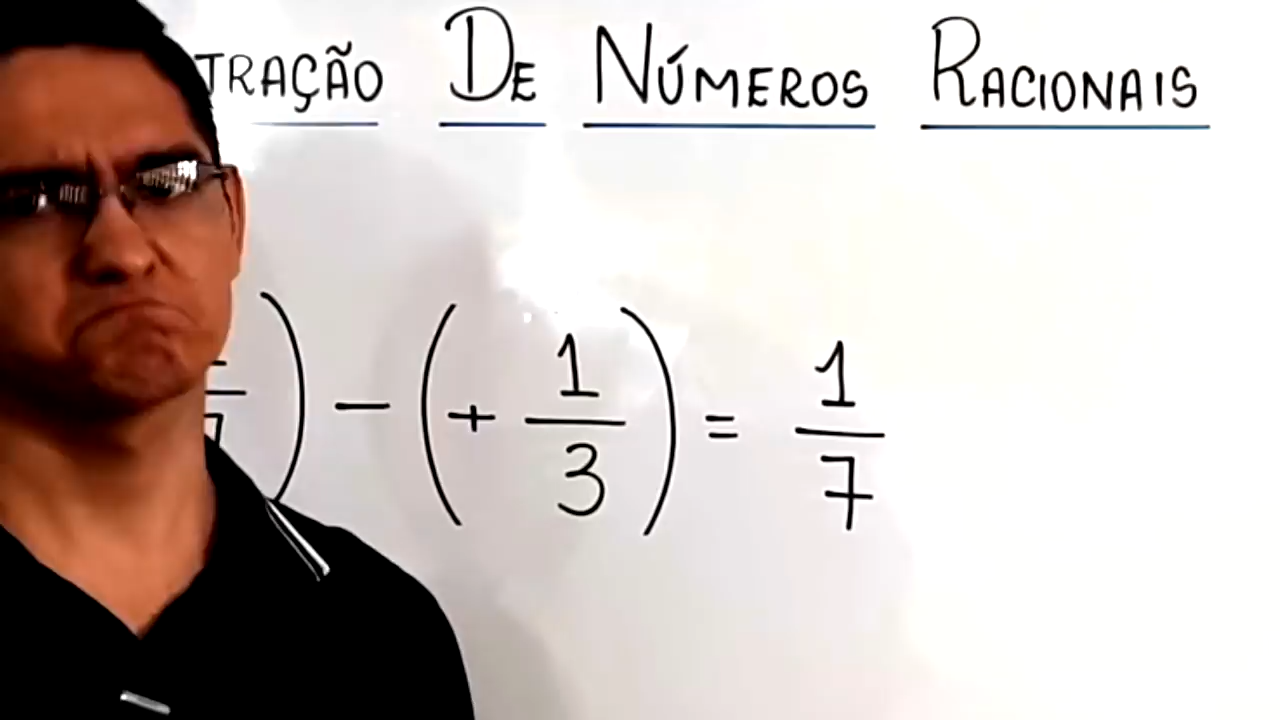 TRAÇÃO DE NÚMEROS RACIONAIS
) - ( + 1/3 ) = 1/7